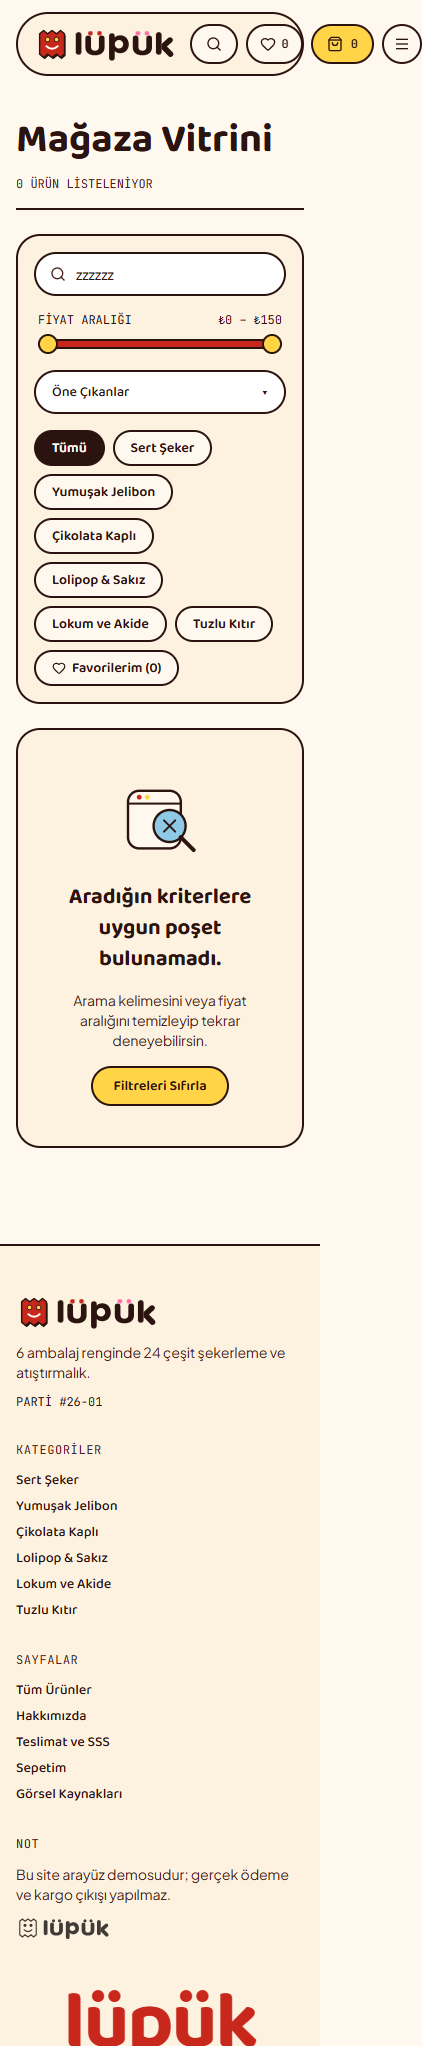 lüpük
0
0
Mağaza Vitrini
0 ÜRÜN LİSTELENİYOR
zzzzzz
FİYAT ARALIĞI ₺0 – ₺150
Öne Çıkanlar
Tümü Sert Şeker
Yumuşak Jelibon
Çikolata Kaplı
Lolipop & Sakız
Lokum ve Akide Tuzlu Kıtır
Favorilerim (0)
Aradığın kriterlere
uygun poşet
bulunamadı.
Arama kelimesini veya fiyat
aralığını temizleyip tekrar
deneyebilirsin.
Filtreleri Sıfırla
lüpük
6 ambalaj renginde 24 çeşit şekerleme ve
atıştırmalık.
PARTİ #26-01
KATEGORİLER
Sert Şeker
Yumuşak Jelibon
Çikolata Kaplı
Lolipop & Sakız
Lokum ve Akide
Tuzlu Kıtır
SAYFALAR
Tüm Ürünler
Hakkımızda
Teslimat ve SSS
Sepetim
Görsel Kaynakları
NOT
Bu site arayüz demosudur; gerçek ödeme
ve kargo çıkışı yapılmaz.
lüpük
lüpük